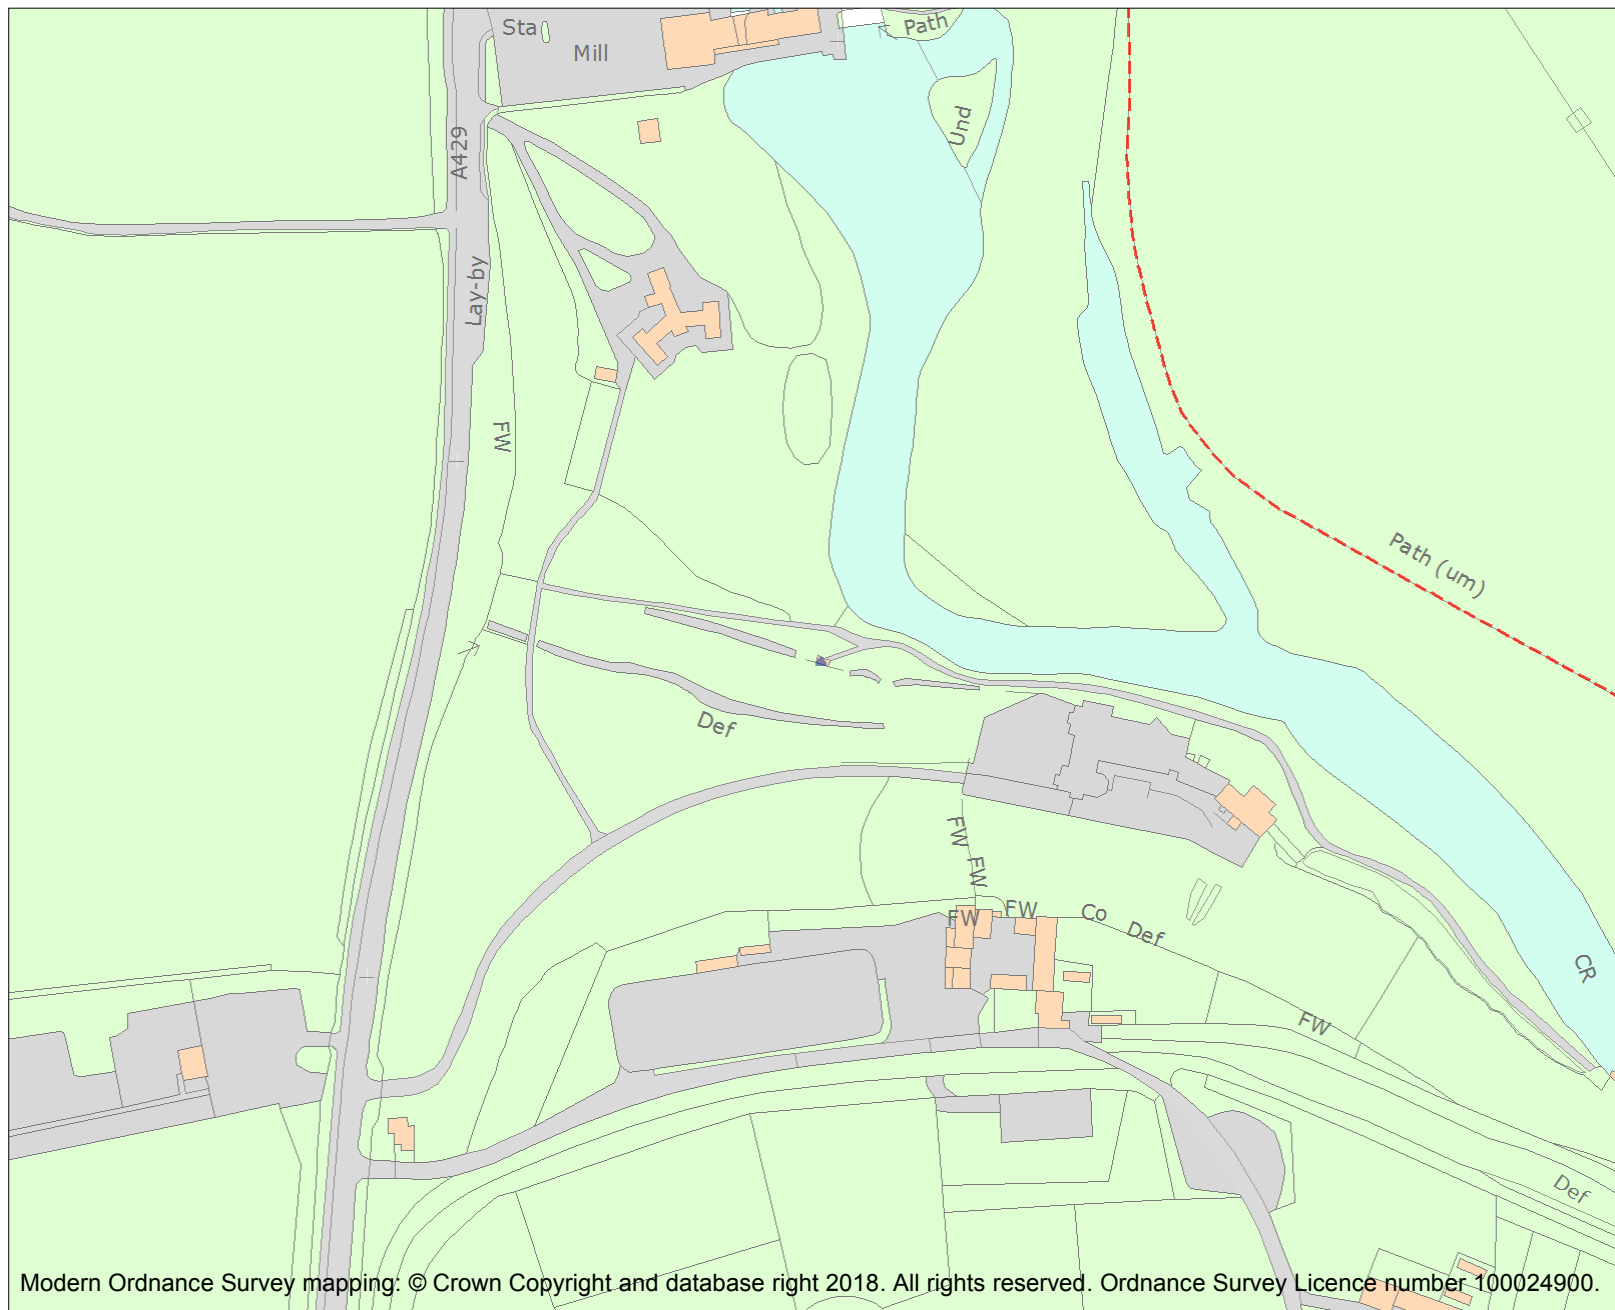 Sta
Path
Mill
Und
A429
Lay-by
FW
Path (um)
Def
FW
FW
FW
FW
Co
Def
CR
FW
Def
Modern Ordnance Survey mapping: © Crown Copyright and database right 2018. All rights reserved. Ordnance Survey Licence number 100024900.